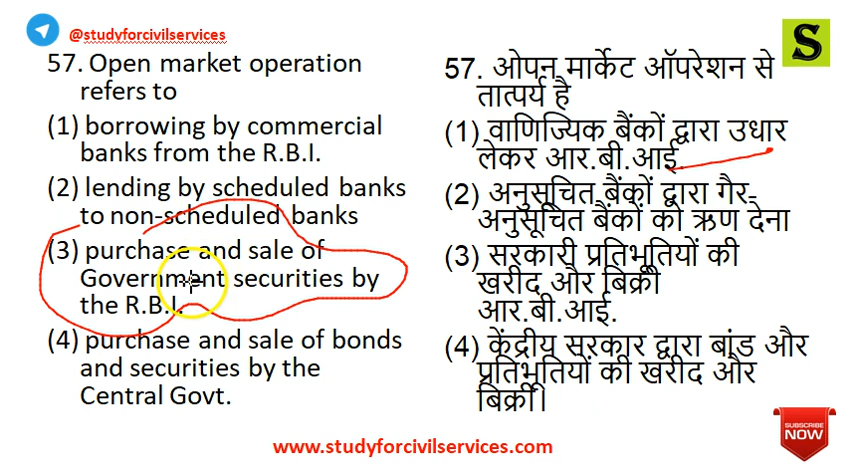 @studyforcivilservices
S
57. Open market operation
refers to
(1) borrowing by commercial
banks from the R.B.I.
(2) lending by scheduled banks
to non-scheduled banks
(3) purchase and sale of
Government securities by
the R.B.I.
(4) purchase and sale of bonds
and securities by the
Central Govt.
57. ओपन मार्केट ऑपरेशन से
तात्पर्य है
(1) वाणिज्यिक बैंकों द्वारा उधार
लेकर आर.बी.आई.
(2) अनुसूचित बैंकों द्वारा गैर-
अनुसूचित बैंकों को ऋण देना
(3) सरकारी प्रतिभूतियों की
खरीद और बिक्री
आर.बी.आई.
(4) केंद्रीय सरकार द्वारा बांड और
प्रतिभूतियों की खरीद और
बिक्री।
SUBSCRIBE
NOW
www.studyforcivilservices.com